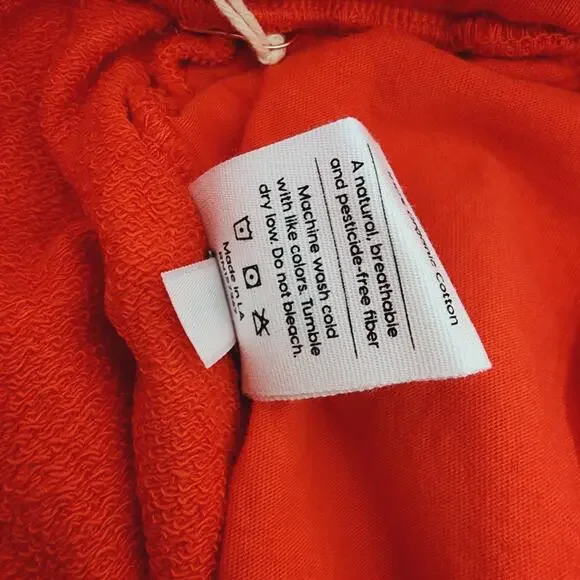 Organic Cotton
A natural, breathable
and pesticide-free fiber
Machine wash cold
with like colors. Tumble
dry low. Do not bleach.
Made in LA